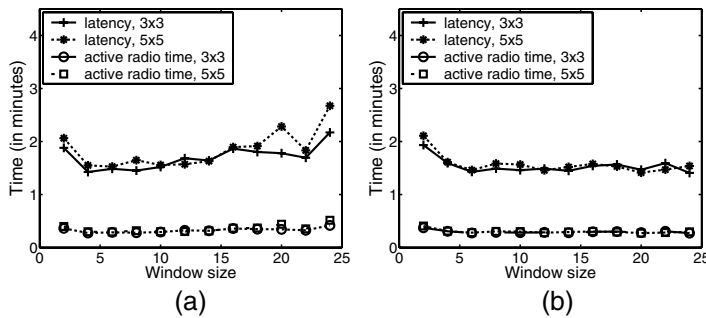 4
3
2
1
0
Time (in minutes)
latency, 3x3
latency, 5x5
active radio time, 3x3
active radio time, 5x5
0 5 10 15 20 25
Window size
(a)
4
3
2
1
0
Time (in minutes)
latency, 3x3
latency, 5x5
active radio time, 3x3
active radio time, 5x5
0 5 10 15 20 25
Window size
(b)